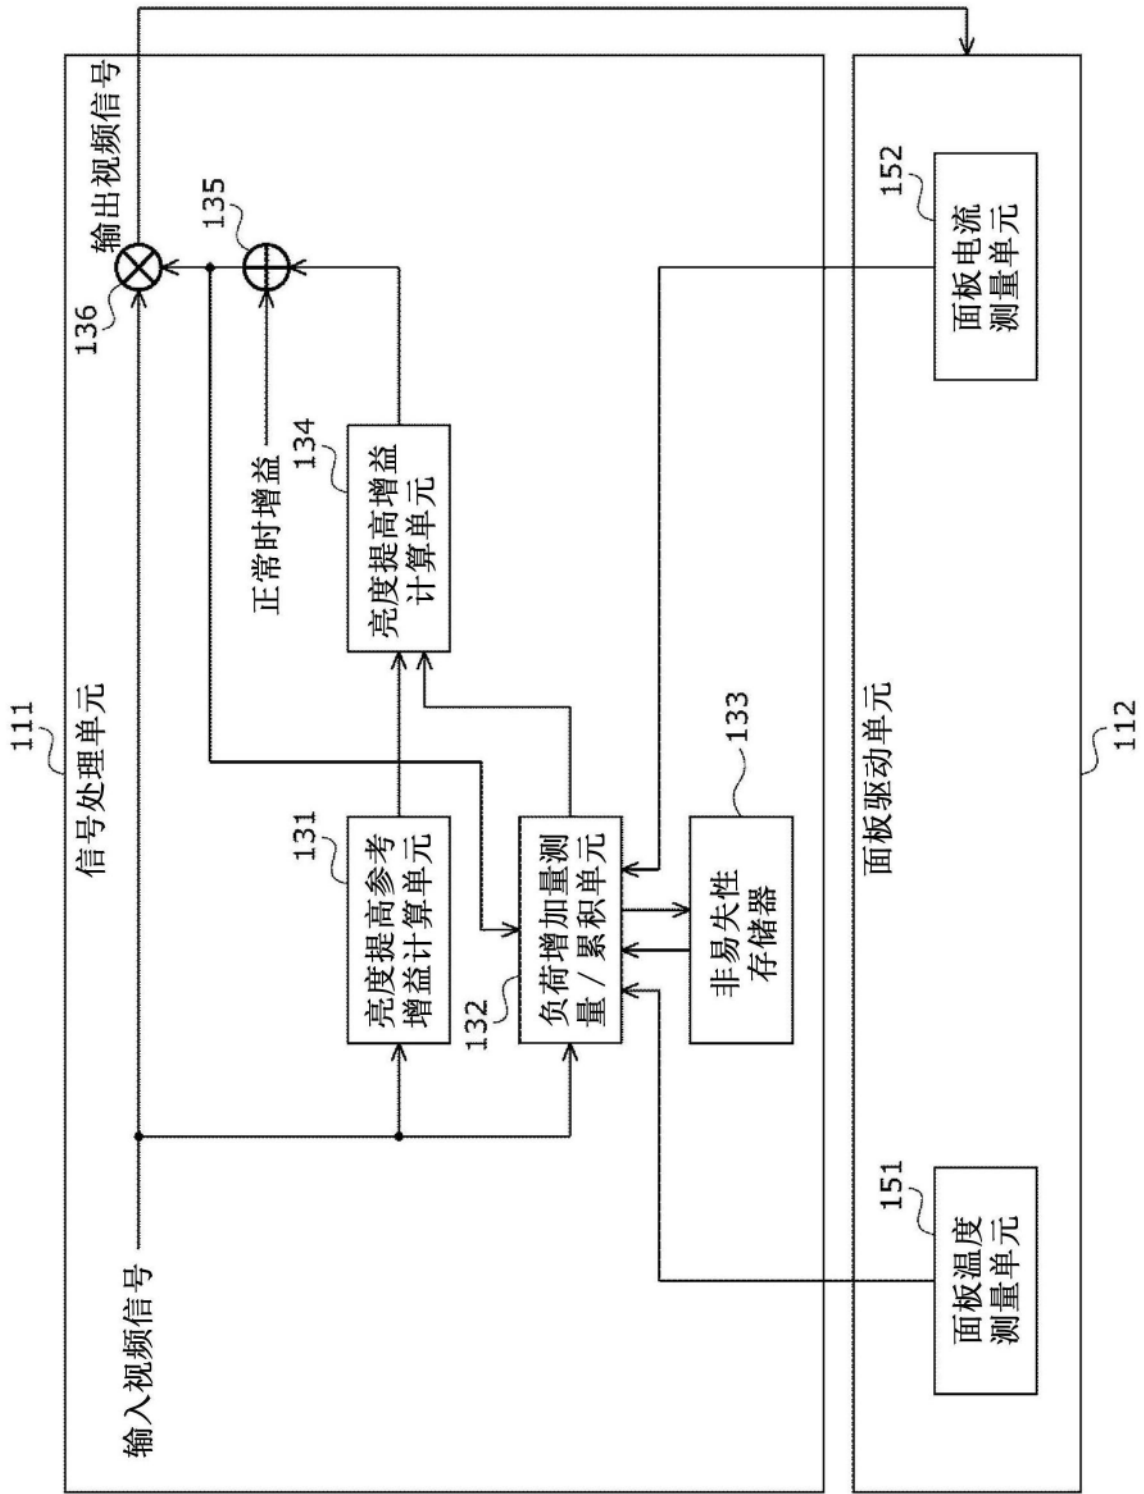 111
信号处理单元
输入视频信号
输出视频信号
136
135
正常时增益
131
亮度提高参考
增益计算单元
134
亮度提高增益
计算单元
132
负荷增加量测
量/累积单元
133
非易失性
存储器
面板驱动单元
151
面板温度
测量单元
152
面板电流
测量单元
112